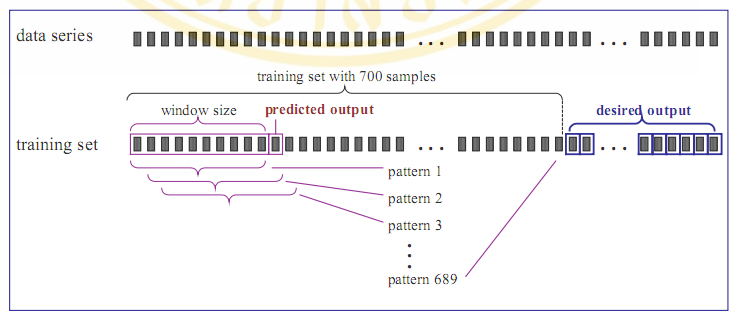 data series
. . .
. . .
training set with 700 samples
window size
predicted output
desired output
training set
. . .
. . .
pattern 1
pattern 2
pattern 3
pattern 689